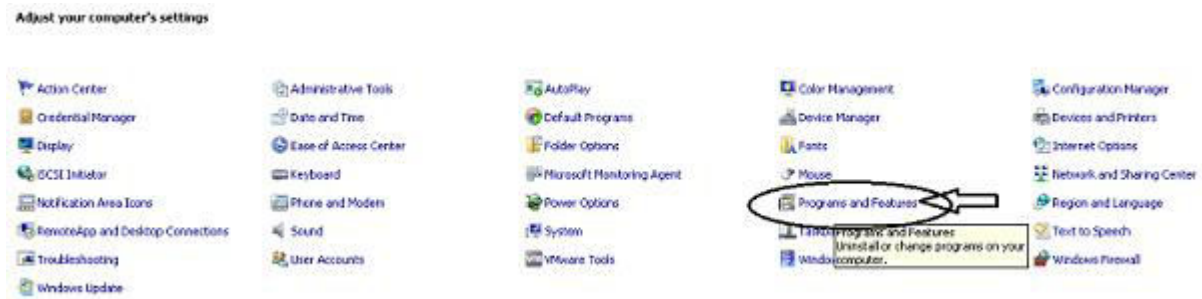 Adjust your computer's settings
Action Center
Administrative Tools
AutoPlay
Color Management
Configuration Manager
Credential Manager
Date and Time
Default Programs
Device Manager
Devices and Printers
Display
Ease of Access Center
Folder Options
Fonts
Internet Options
iSCSI Initiator
Keyboard
Microsoft Monitoring Agent
Mouse
Network and Sharing Center
Notification Area Icons
Phone and Modem
Power Options
Programs and Features
Region and Language
RemoteApp and Desktop Connections
Sound
System
Programs and Features
Text to Speech
Uninstall or change programs on your
Troubleshooting
User Accounts
VMware Tools
computer.
Windows Firewall
Windows Update